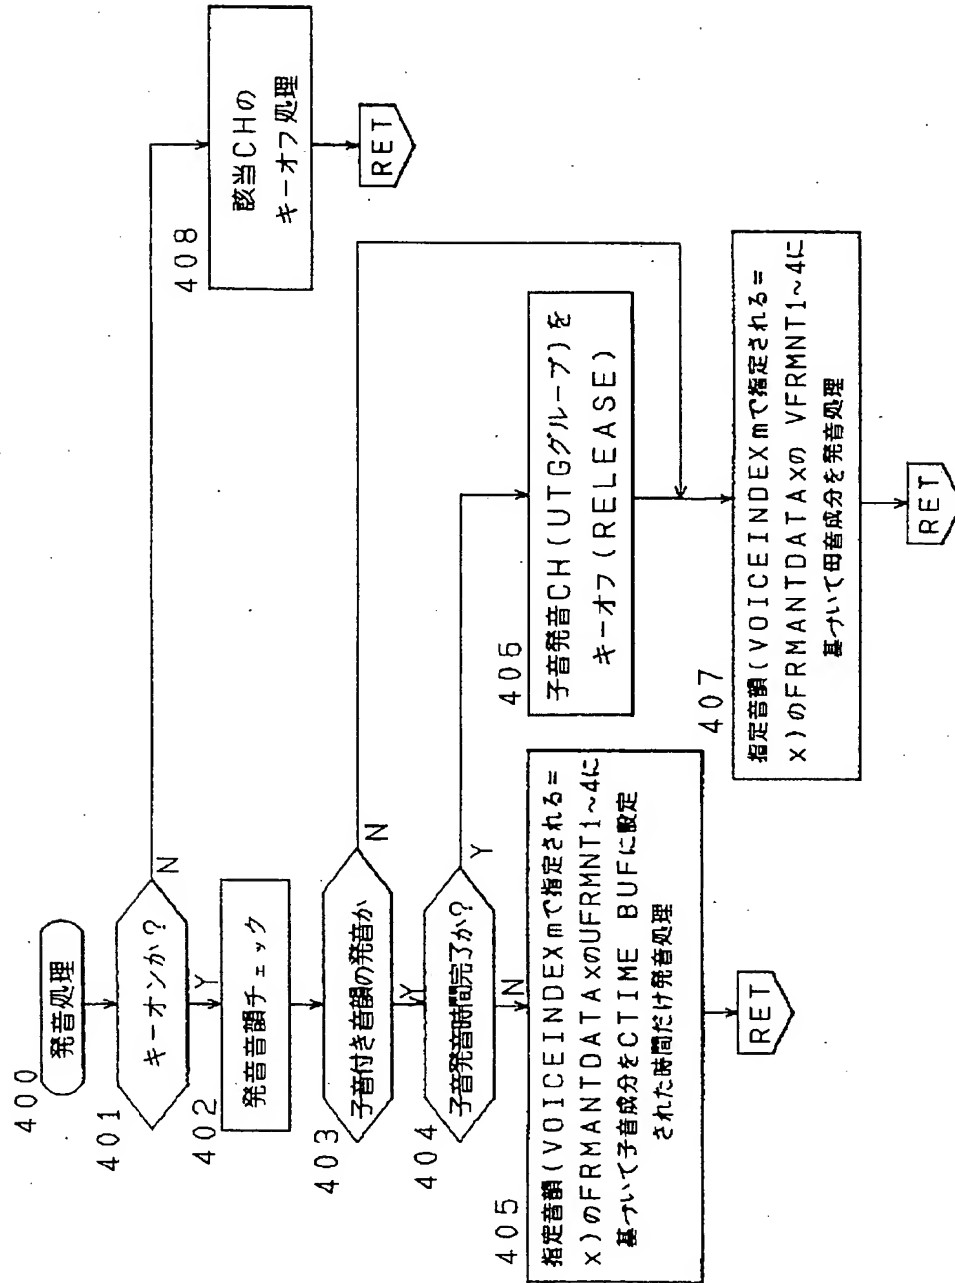 400
発音処理
401
キーオンか?
N
Y
402
発音音韻チェック
403
子音付き音韻の発音か
N
Y
404
子音発音時間完了か?
Y
N
405
指定音韻(VOICEINDEXmで指定される=
x)のFRMANTDATAxのUFRMNT1~4に
基づいて子音成分をCTIME BUFに設定
された時間だけ発音処理
RET
406
子音発音CH(UTGグループ)を
キーオフ(RELEASE)
407
指定音韻(VOICEINDEXmで指定される=
x)のFRMANTDATAxの VFRMNT1~4に
基づいて母音成分を発音処理
RET
408
該当CHの
キーオフ処理
RET